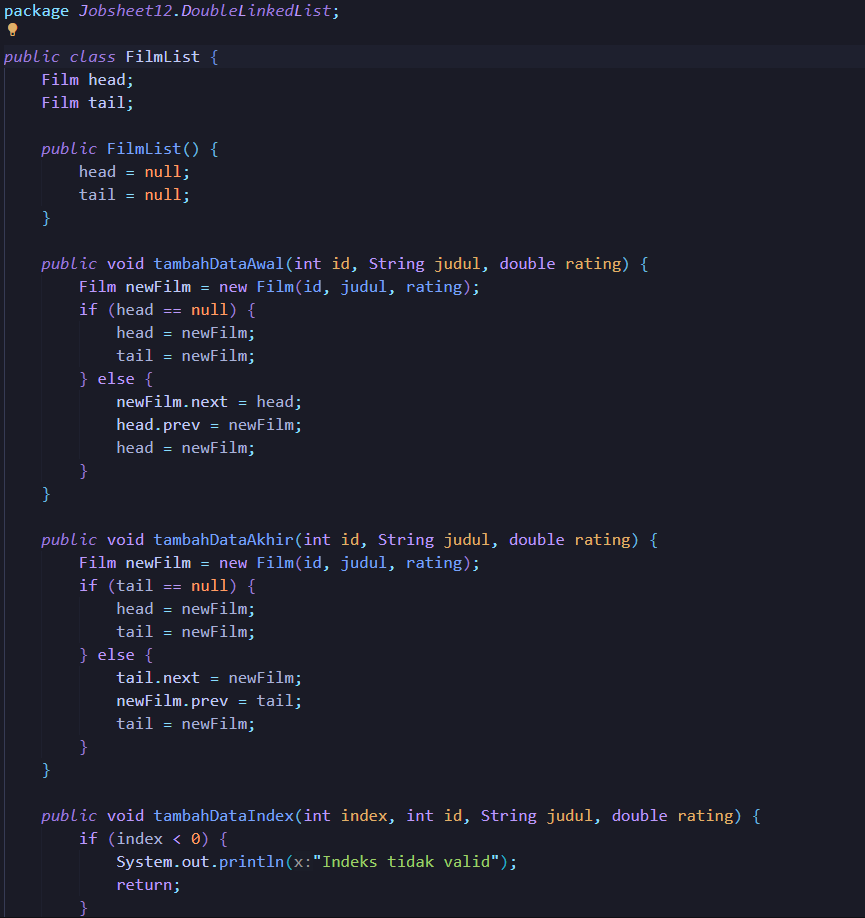 package Jobsheet12.DoubleLinkedList;
public class FilmList {
    Film head;
    Film tail;
    public FilmList() {
        head = null;
        tail = null;
    }
    public void tambahDataAwal(int id, String judul, double rating) {
        Film newFilm = new Film(id, judul, rating);
        if (head == null) {
            head = newFilm;
            tail = newFilm;
        } else {
            newFilm.next = head;
            head.prev = newFilm;
            head = newFilm;
        }
    }
    public void tambahDataAkhir(int id, String judul, double rating) {
        Film newFilm = new Film(id, judul, rating);
        if (tail == null) {
            head = newFilm;
            tail = newFilm;
        } else {
            tail.next = newFilm;
            newFilm.prev = tail;
            tail = newFilm;
        }
    }
    public void tambahDataIndex(int index, int id, String judul, double rating) {
        if (index < 0) {
            System.out.println(x:"Indeks tidak valid");
            return;
        }